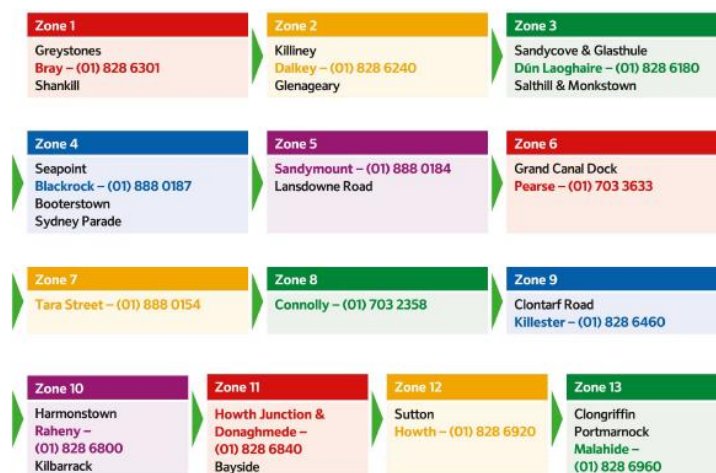 Zone 1
Greystones
Bray – (01) 828 6301
Shankill
Zone 2
Killiney
Dalkey – (01) 828 6240
Glenageary
Zone 3
Sandycove & Glasthule
Dún Laoghaire – (01) 828 6180
Salthill & Monkstown
Zone 4
Seapoint
Blackrock – (01) 888 0187
Booterstown
Sydney Parade
Zone 5
Sandymount – (01) 888 0184
Lansdowne Road
Zone 6
Grand Canal Dock
Pearse – (01) 703 3633
Zone 7
Tara Street – (01) 888 0154
Zone 8
Connolly – (01) 703 2358
Zone 9
Clontarf Road
Killester – (01) 828 6460
Zone 10
Harmonstown
Raheny –
(01) 828 6800
Kilbarrack
Zone 11
Howth Junction &
Donaghmede –
(01) 828 6840
Bayside
Zone 12
Sutton
Howth – (01) 828 6920
Zone 13
Clongriffin
Portmarnock
Malahide –
(01) 828 6960